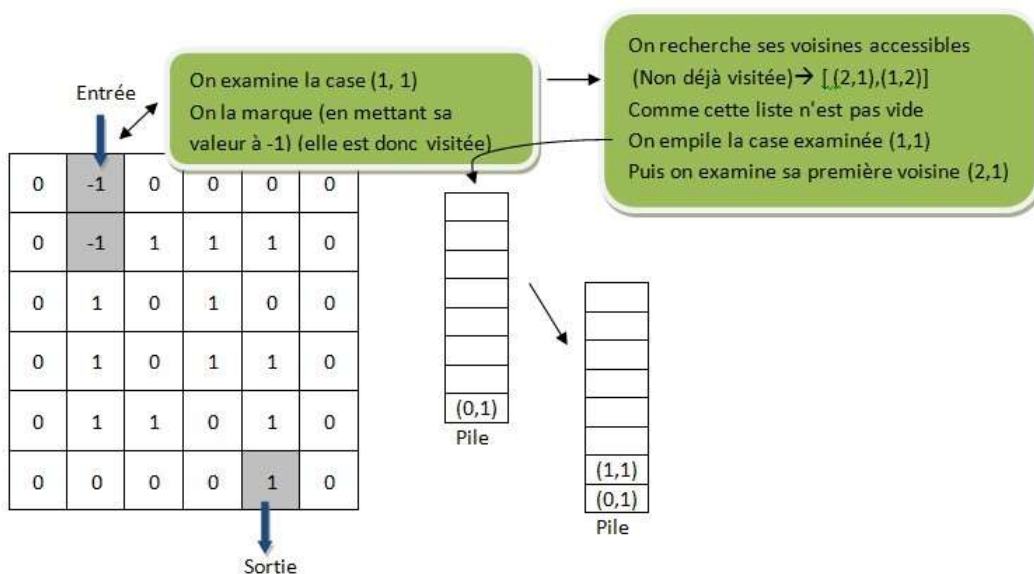 On examine la case (1, 1)
On la marque (en mettant sa
valeur à -1) (elle est donc visitée)
On recherche ses voisines accessibles
(Non déjà visitée)→ [(2,1),(1,2)]
Comme cette liste n'est pas vide
On empile la case examinée (1,1)
Puis on examine sa première voisine (2,1)
Entrée
0 -1 0 0 0 0
0 -1 1 1 1 0
0 1 0 1 0 0
0 1 0 1 1 0
0 1 1 0 1 0
0 0 0 0 1 0
Sortie
(0,1)
Pile
(1,1)
(0,1)
Pile